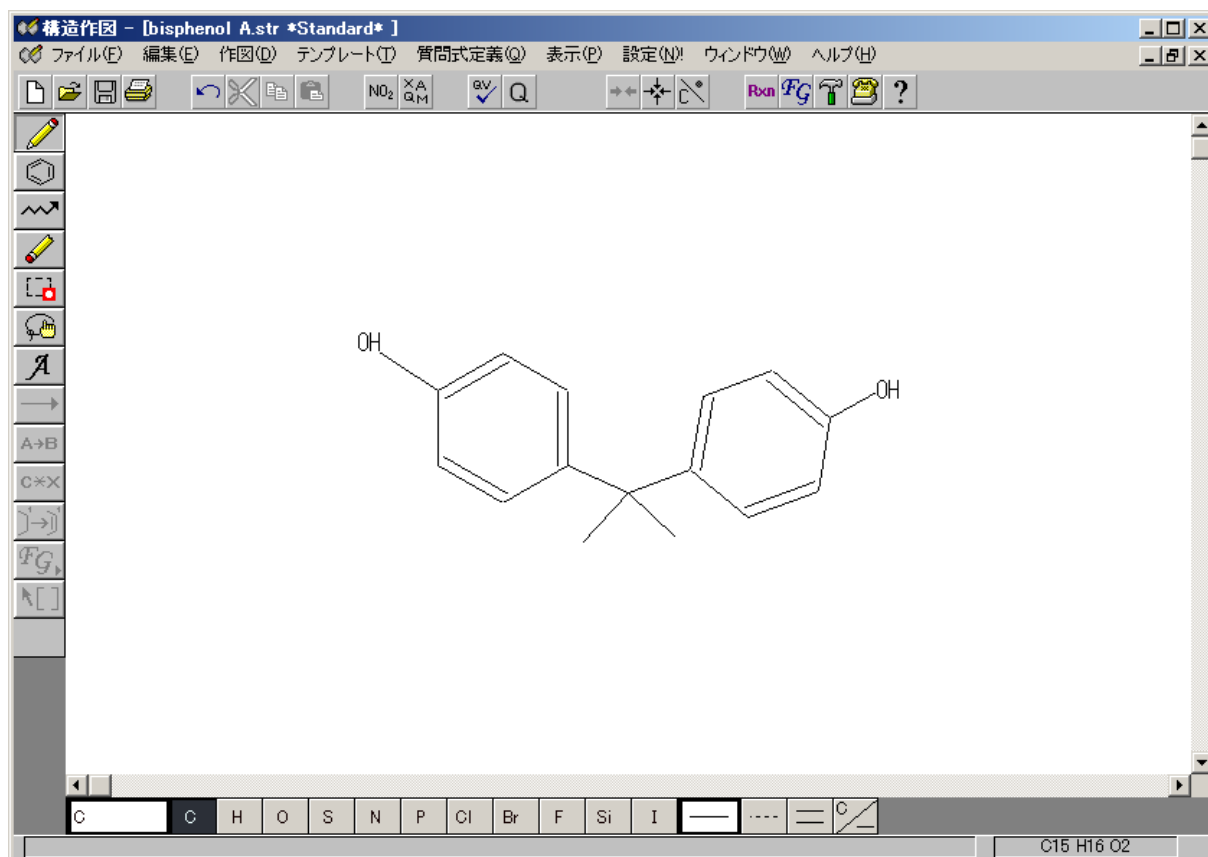 構造作図 - [bisphenol A.str *Standard* ]
ファイル(F) 編集(E) 作図(D) テンプレート(T) 質問式定義(Q) 表示(P) 設定(N)! ウィンドウ(W) ヘルプ(H)
NO₂ XAQM QV Q C Rxn FG ?
A
A→B
C✳X
FG
OH
OH
C C H O S N P Cl Br F Si I C
C15 H16 O2